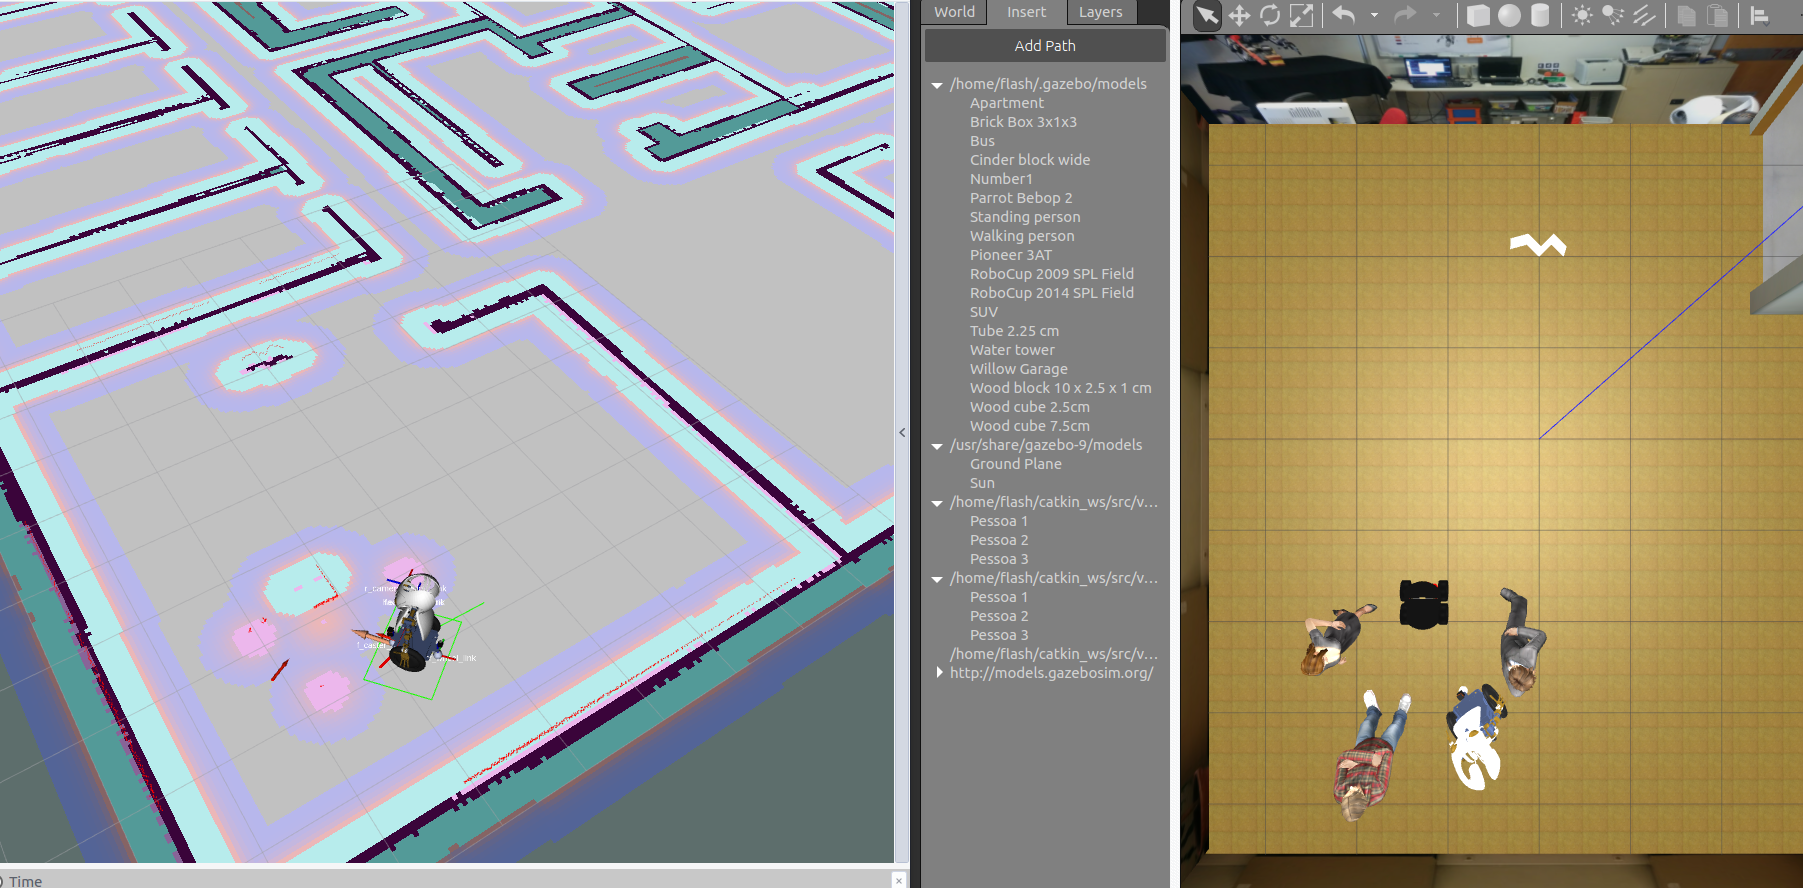 World Insert Layers
Add Path
/home/flash/.gazebo/models
Apartment
Brick Box 3x1x3
Bus
Cinder block wide
Number1
Parrot Bebop 2
Standing person
Walking person
Pioneer 3AT
RoboCup 2009 SPL Field
RoboCup 2014 SPL Field
SUV
Tube 2.25 cm
Water tower
Willow Garage
Wood block 10 x 2.5 x 1 cm
Wood cube 2.5cm
Wood cube 7.5cm
/usr/share/gazebo-9/models
Ground Plane
Sun
/home/flash/catkin_ws/src/v...
Pessoa 1
Pessoa 2
Pessoa 3
/home/flash/catkin_ws/src/v...
Pessoa 1
Pessoa 2
Pessoa 3
/home/flash/catkin_ws/src/v...
http://models.gazebosim.org/
Time